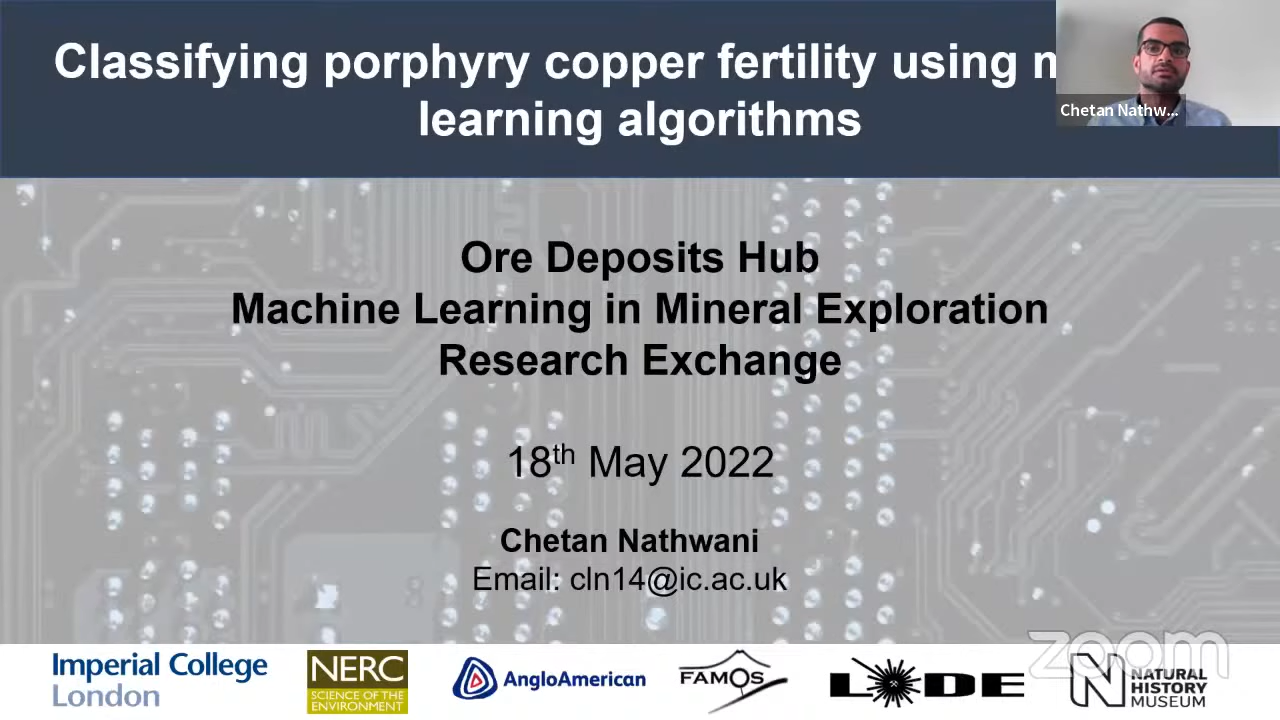 Classifying porphyry copper fertility using
learning algorithms
Chetan Nathw...
Ore Deposits Hub
Machine Learning in Mineral Exploration
Research Exchange
18th May 2022
Chetan Nathwani
Email: cln14@ic.ac.uk
zoom
Imperial College
London
NERC
SCIENCE OF THE
ENVIRONMENT
AngloAmerican
FAMOS
LODE
N
NATURAL
HISTORY
MUSEUM